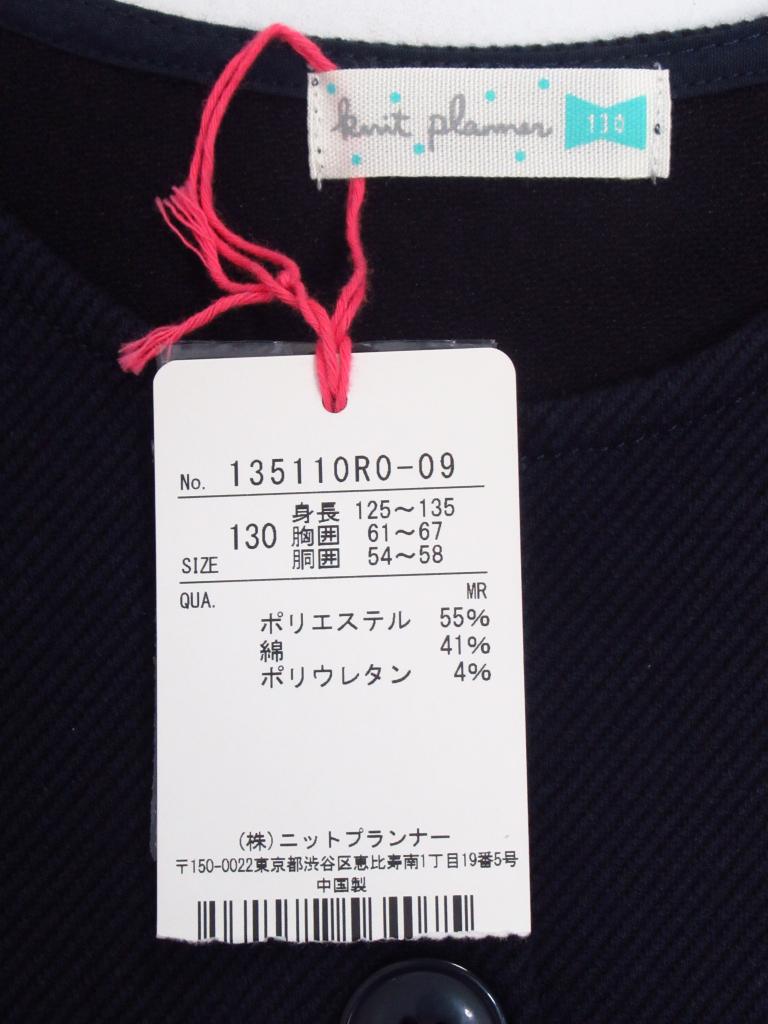 knit planner 130
No. 135110R0-09
身長 125~135
SIZE 130 胸囲 61~67
胴囲 54~58
QUA. MR
ポリエステル 55%
綿 41%
ポリウレタン 4%
(株)ニットプランナー
〒150-0022東京都渋谷区恵比寿南1丁目19番5号
中国製